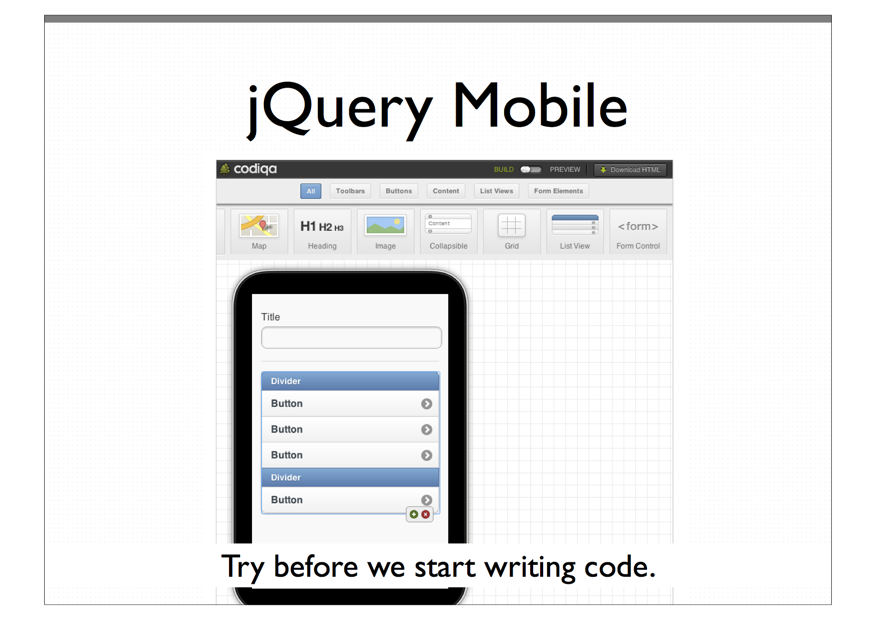 jQuery Mobile
codiqa
BUILD PREVIEW Download HTML
All Toolbars Buttons Content List Views Form Elements
H1 H2 H3
Content
<form>
Map Heading Image Collapsible Grid List View Form Control
Title
Divider
Button
Button
Button
Divider
Button
Try before we start writing code.